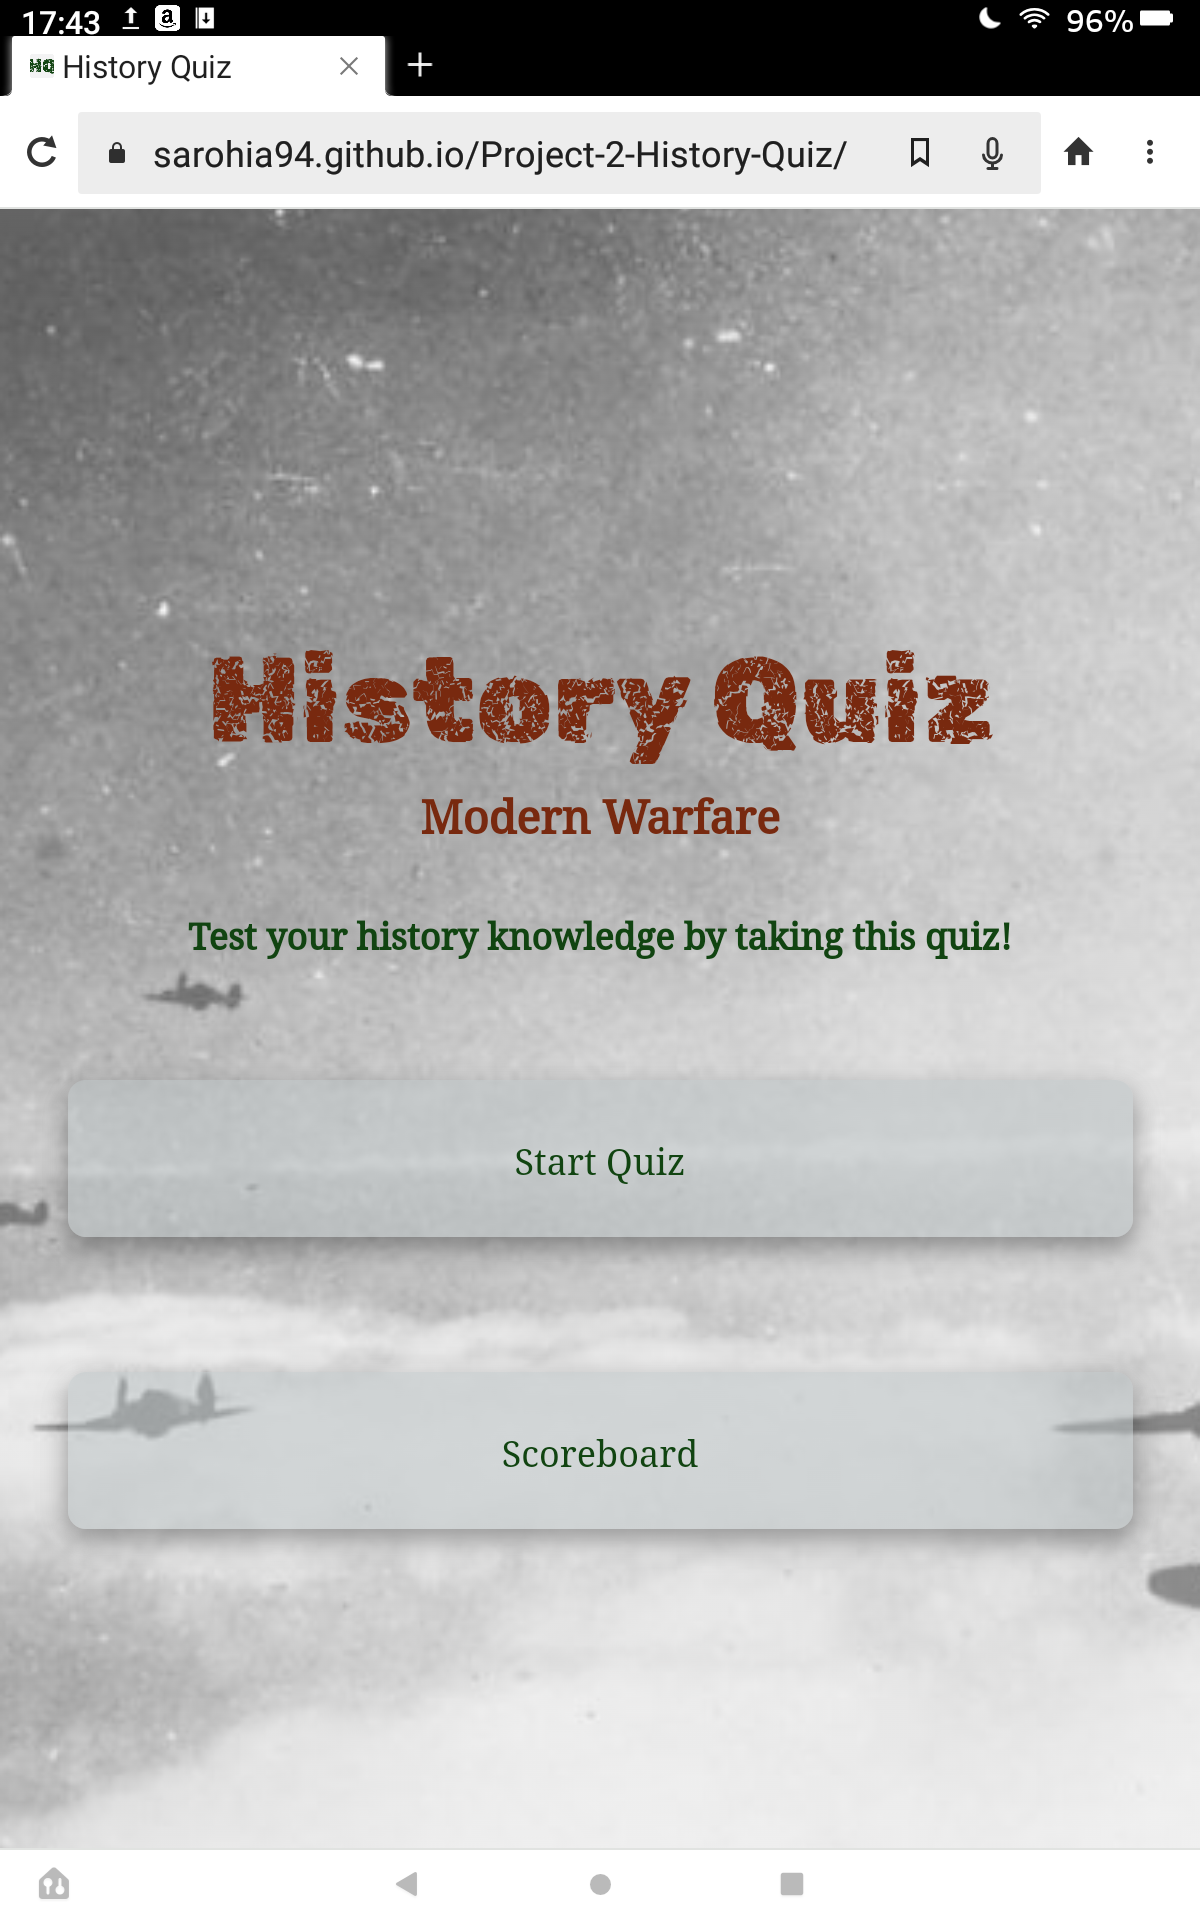 17:43
96%
HQ History Quiz
sarohia94.github.io/Project-2-History-Quiz/
History Quiz
Modern Warfare
Test your history knowledge by taking this quiz!
Start Quiz
Scoreboard